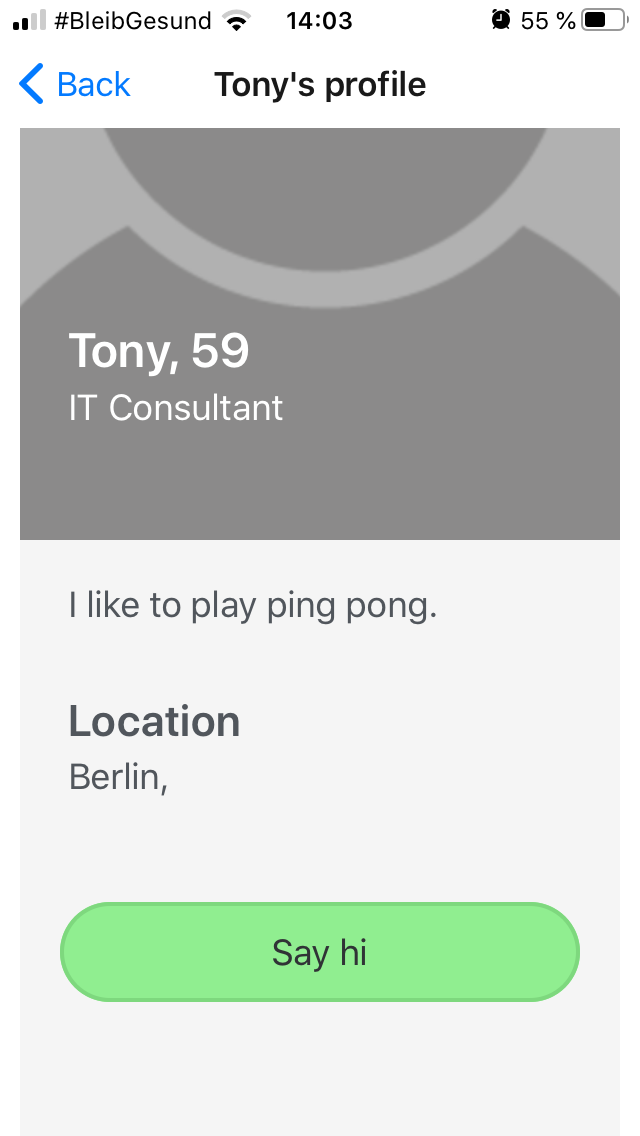 #BleibGesund 14:03 55 %
Back Tony's profile
Tony, 59
IT Consultant
I like to play ping pong.
Location
Berlin,
Say hi